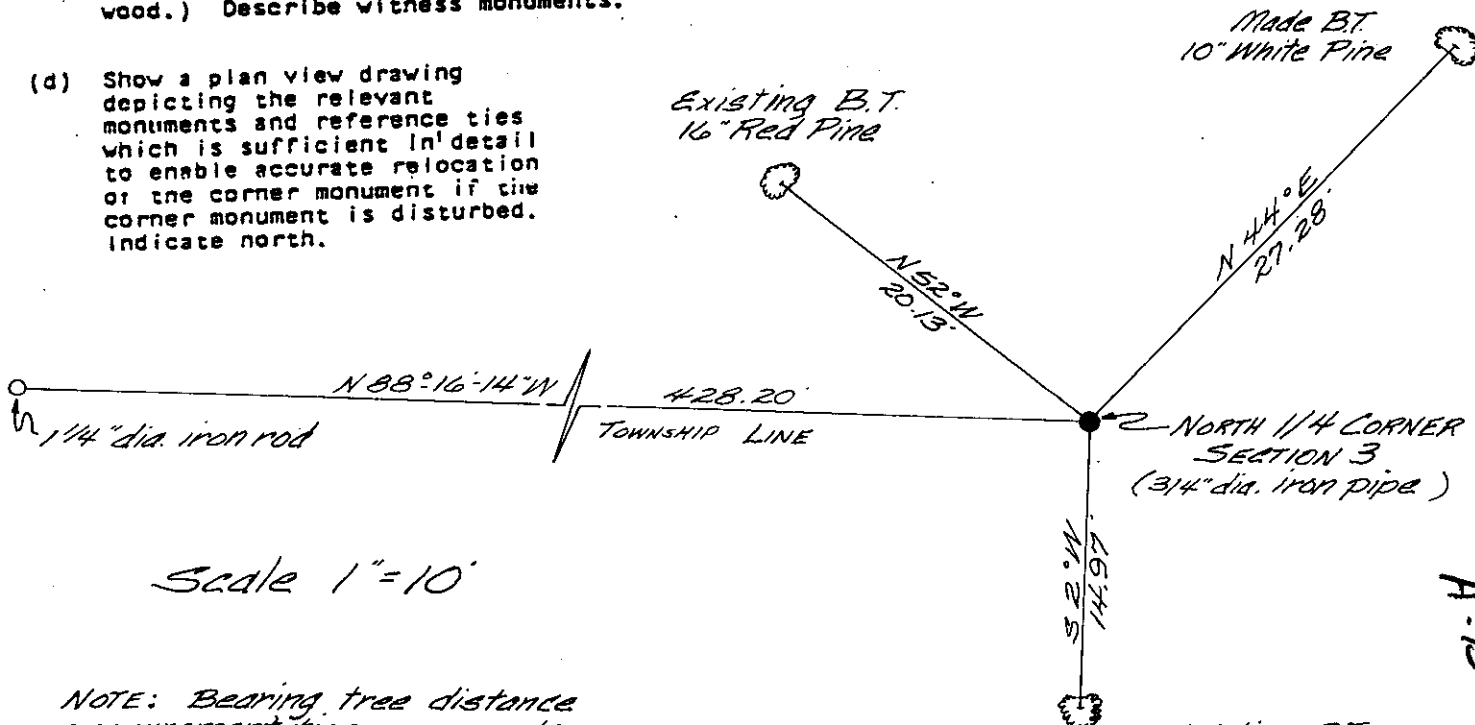 wood.) Describe witness monuments.
(d) Show a plan view drawing
depicting the relevant
monuments and reference ties
which is sufficient in detail
to enable accurate relocation
of the corner monument if the
corner monument is disturbed.
Indicate north.
Made B.T.
10" White Pine
Existing B.T.
16" Red Pine
N 44° E
27.28'
N 52° W
20.13'
N 88°-16'-14" W
428.20'
TOWNSHIP LINE
1 1/4" dia. iron rod
NORTH 1/4 CORNER
SECTION 3
(3/4" dia. iron pipe)
S 2° W
14.97'
Scale 1"=10'
NOTE: Bearing tree distance